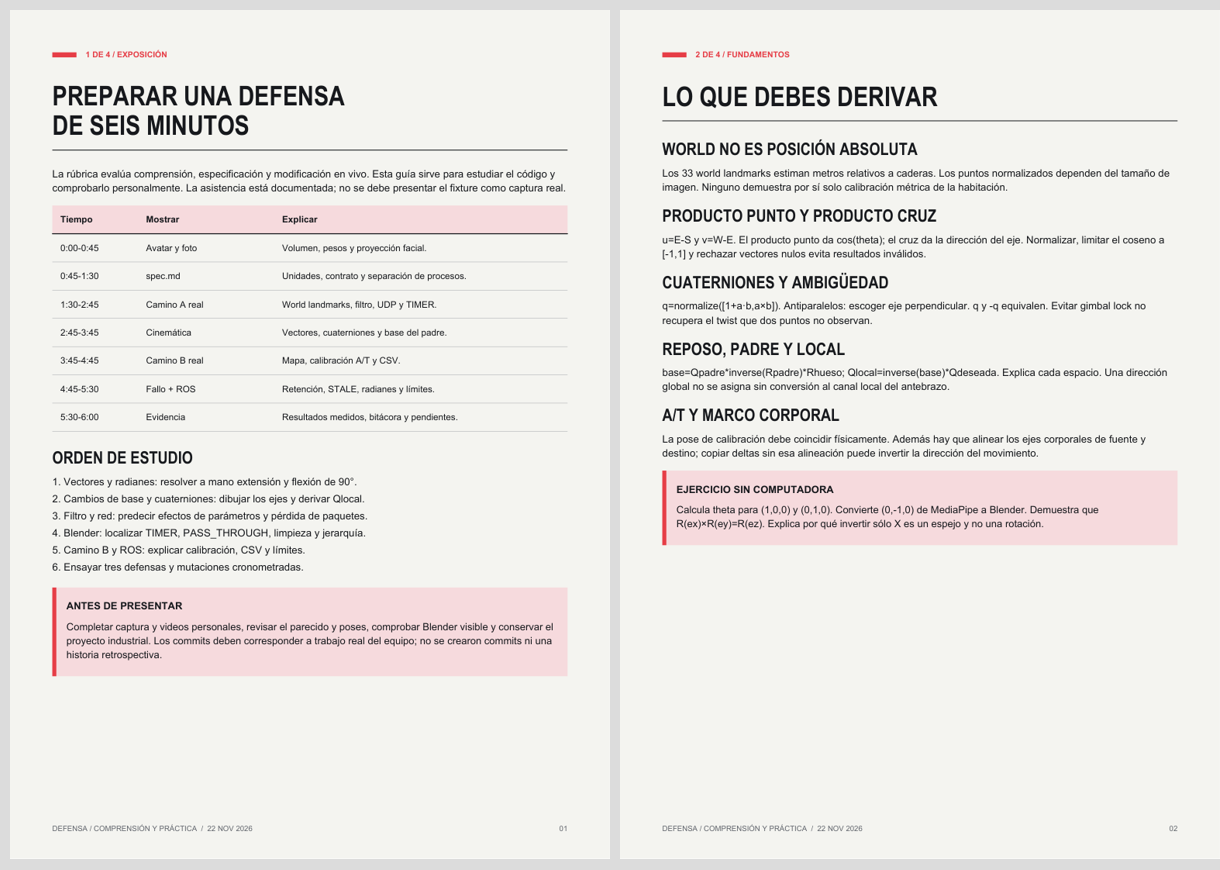 1 DE 4 / EXPOSICIÓN
PREPARAR UNA DEFENSA
DE SEIS MINUTOS
La rúbrica evalúa comprensión, especificación y modificación en vivo. Esta guía sirve para estudiar el código y
comprobarlo personalmente. La asistencia está documentada; no se debe presentar el fixture como captura real.
Tiempo Mostrar Explicar
0:00-0:45 Avatar y foto Volumen, pesos y proyección facial.
0:45-1:30 spec.md Unidades, contrato y separación de procesos.
1:30-2:45 Camino A real World landmarks, filtro, UDP y TIMER.
2:45-3:45 Cinemática Vectores, cuaterniones y base del padre.
3:45-4:45 Camino B real Mapa, calibración A/T y CSV.
4:45-5:30 Fallo + ROS Retención, STALE, radianes y límites.
5:30-6:00 Evidencia Resultados medidos, bitácora y pendientes.
ORDEN DE ESTUDIO
1. Vectores y radianes: resolver a mano extensión y flexión de 90°.
2. Cambios de base y cuaterniones: dibujar los ejes y derivar Qlocal.
3. Filtro y red: predecir efectos de parámetros y pérdida de paquetes.
4. Blender: localizar TIMER, PASS_THROUGH, limpieza y jerarquía.
5. Camino B y ROS: explicar calibración, CSV y límites.
6. Ensayar tres defensas y mutaciones cronometradas.
ANTES DE PRESENTAR
Completar captura y videos personales, revisar el parecido y poses, comprobar Blender visible y conservar el
proyecto industrial. Los commits deben corresponder a trabajo real del equipo; no se crearon commits ni una
historia retrospectiva.
DEFENSA / COMPRENSIÓN Y PRÁCTICA / 22 NOV 2026 01
2 DE 4 / FUNDAMENTOS
LO QUE DEBES DERIVAR
WORLD NO ES POSICIÓN ABSOLUTA
Los 33 world landmarks estiman metros relativos a caderas. Los puntos normalizados dependen del tamaño de
imagen. Ninguno demuestra por sí solo calibración métrica de la habitación.
PRODUCTO PUNTO Y PRODUCTO CRUZ
u=E-S y v=W-E. El producto punto da cos(theta); el cruz da la dirección del eje. Normalizar, limitar el coseno a
[-1,1] y rechazar vectores nulos evita resultados inválidos.
CUATERNIONES Y AMBIGÜEDAD
q=normalize([1+a·b,a×b]). Antiparalelos: escoger eje perpendicular. q y -q equivalen. Evitar gimbal lock no
recupera el twist que dos puntos no observan.
REPOSO, PADRE Y LOCAL
base=Qpadre*inverse(Rpadre)*Rhueso; Qlocal=inverse(base)*Qdeseada. Explica cada espacio. Una dirección
global no se asigna sin conversión al canal local del antebrazo.
A/T Y MARCO CORPORAL
La pose de calibración debe coincidir físicamente. Además hay que alinear los ejes corporales de fuente y
destino; copiar deltas sin esa alineación puede invertir la dirección del movimiento.
EJERCICIO SIN COMPUTADORA
Calcula theta para (1,0,0) y (0,1,0). Convierte (0,-1,0) de MediaPipe a Blender. Demuestra que
R(ex)×R(ey)=R(ez). Explica por qué invertir sólo X es un espejo y no una rotación.
DEFENSA / COMPRENSIÓN Y PRÁCTICA / 22 NOV 2026 02